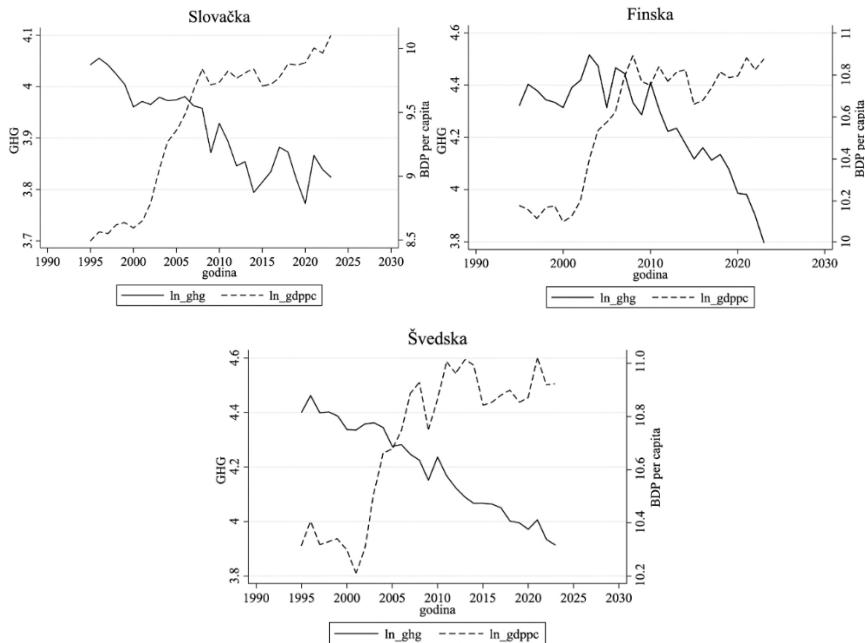 Slovačka
4.1
4
3.9
3.8
3.7
GHG
10
9.5
9
8.5
BDP per capita
1990 1995 2000 2005 2010 2015 2020 2025 2030
godina
ln_ghg ln_gdppc
Finska
4.6
4.4
4.2
4
3.8
GHG
11
10.8
10.6
10.4
10.2
10
BDP per capita
1990 2000 2010 2020 2030
godina
ln_ghg ln_gdppc
Švedska
4.6
4.4
4.2
4
3.8
GHG
11.0
10.8
10.6
10.4
10.2
BDP per capita
1990 1995 2000 2005 2010 2015 2020 2025 2030
godina
ln_ghg ln_gdppc